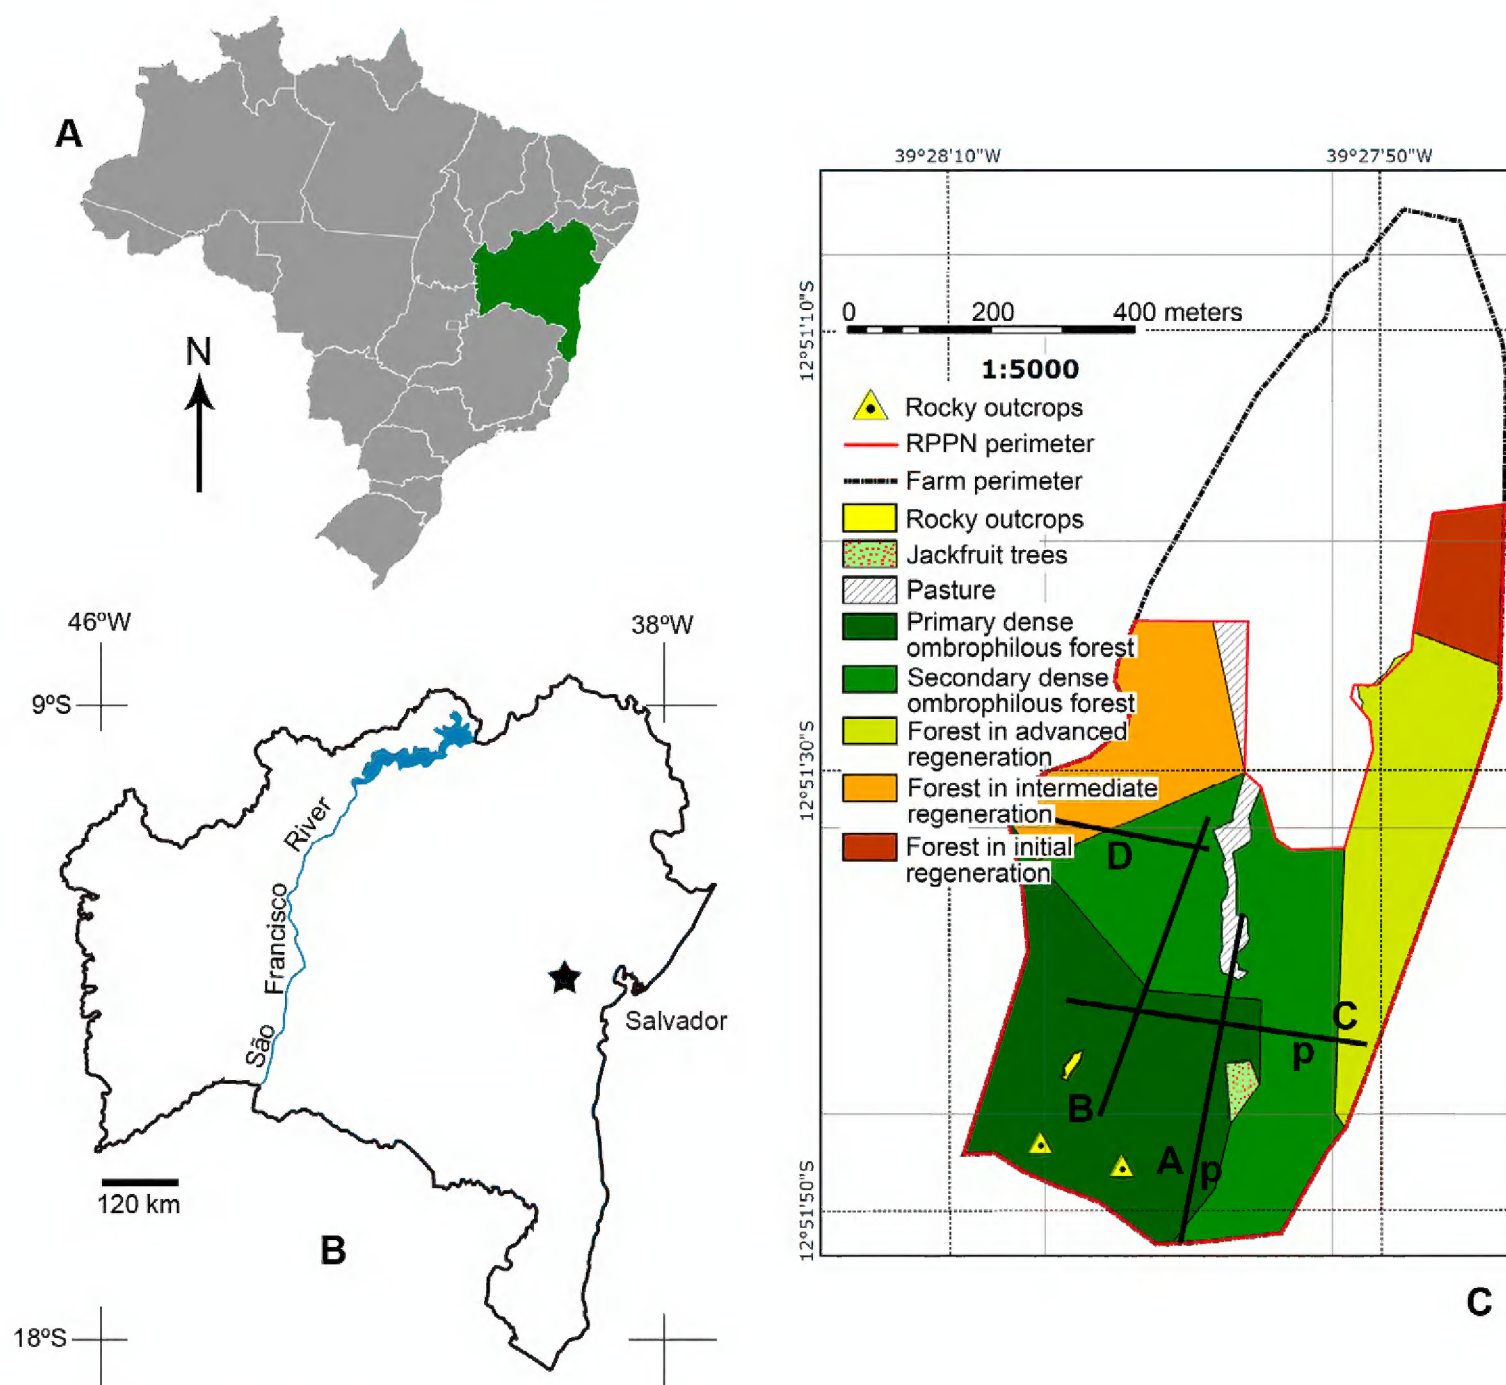 A
N
46ºW
38ºW
9ºS
São Francisco River
Salvador
120 km
B
18ºS
39°28'10"W
39°27'50"W
12°51'10"S
12°51'30"S
12°51'50"S
0 200 400 meters
1:5000
Rocky outcrops
RPPN perimeter
Farm perimeter
Rocky outcrops
Jackfruit trees
Pasture
Primary dense
ombrophilous forest
Secondary dense
ombrophilous forest
Forest in advanced
regeneration
Forest in intermediate
regeneration
Forest in initial
regeneration
D
C
p
B
A
p
C